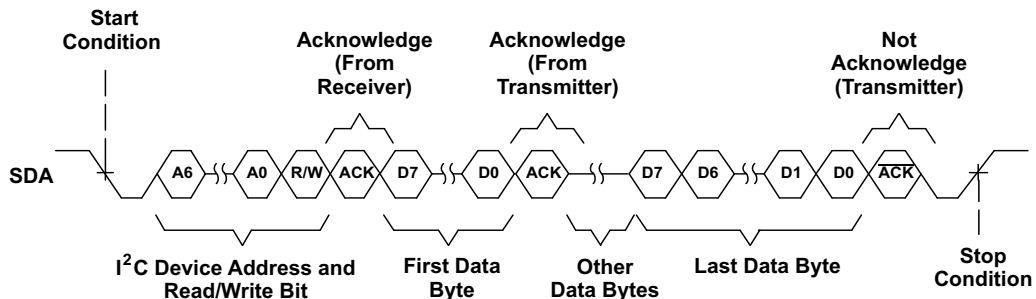 Start
Condition
Acknowledge
(From
Receiver)
Acknowledge
(From
Transmitter)
Not
Acknowledge
(Transmitter)
SDA
A6
A0
R/W
ACK
D7
D0
ACK
D7
D6
D1
D0
ACK
I²C Device Address and
Read/Write Bit
First Data
Byte
Other
Data Bytes
Last Data Byte
Stop
Condition